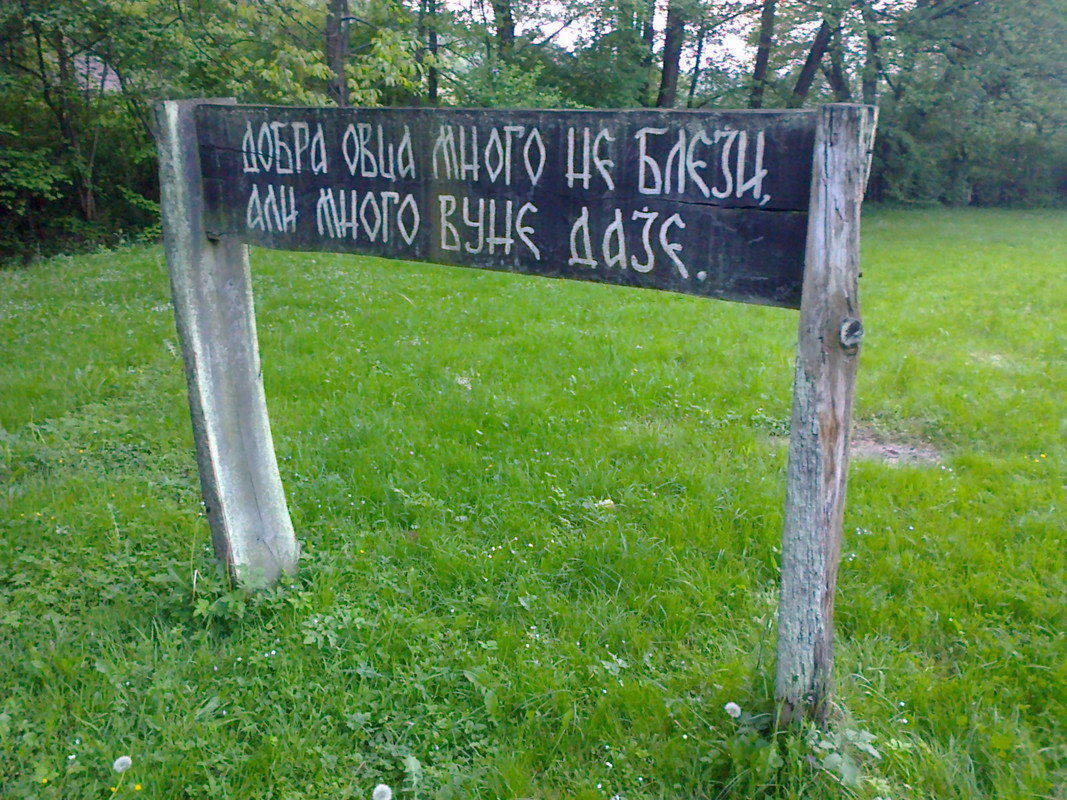 ДОБРА ОВЦА МНОГО НЕ БЛЕЈИ,
АЛИ МНОГО ВУНЕ ДАЈЕ.